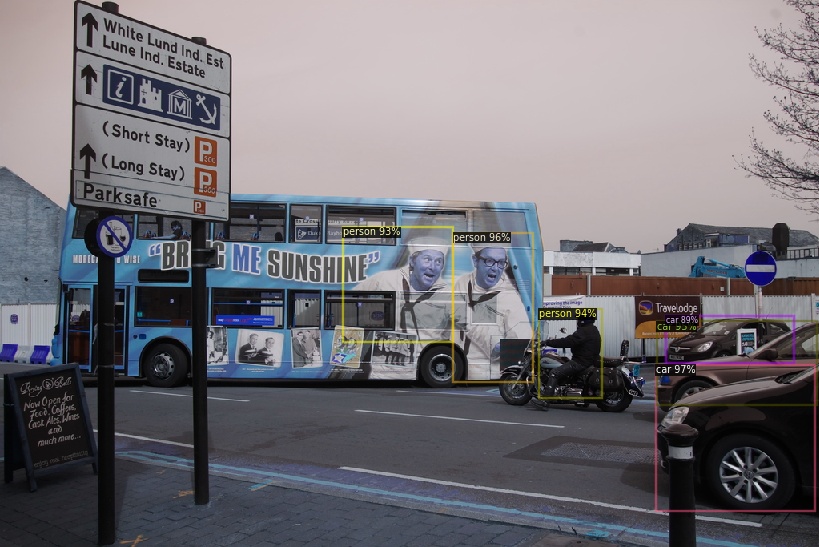 White Lund Ind. Est
Lune Ind. Estate
i
M
(Short Stay) P
(Long Stay) P
Parksafe P
"BRING ME SUNSHINE"
Travelodge
person 93%
person 96%
person 94%
car 89%
car 97%
Now Open for
Food, Coffees,
Cast Ales, Wines
and
much more...